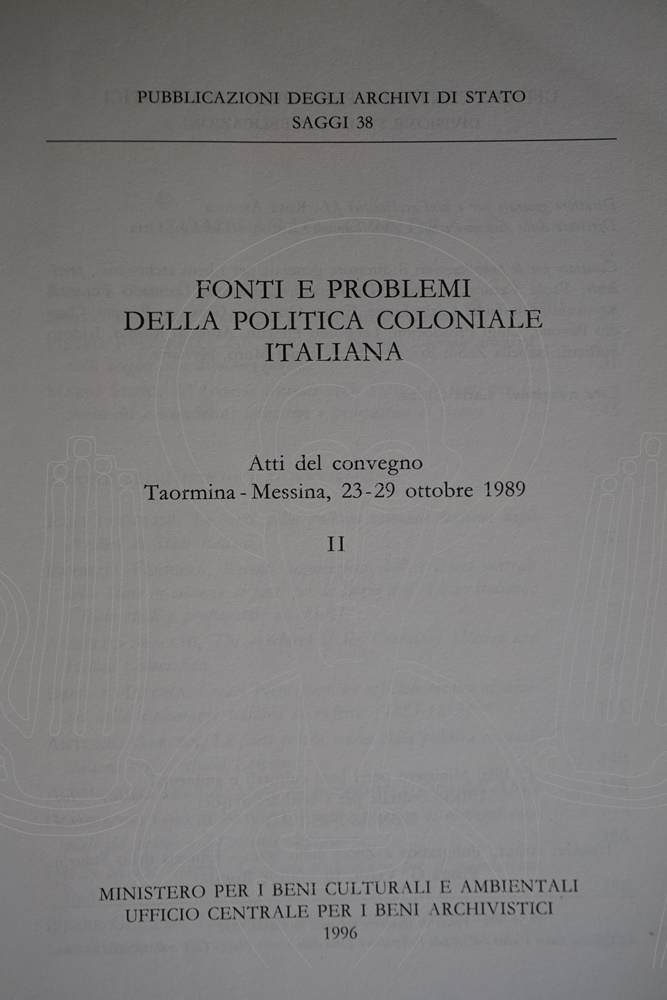 PUBBLICAZIONI DEGLI ARCHIVI DI STATO
SAGGI 38
FONTI E PROBLEMI
DELLA POLITICA COLONIALE
ITALIANA
Atti del convegno
Taormina - Messina, 23-29 ottobre 1989
II
MINISTERO PER I BENI CULTURALI E AMBIENTALI
UFFICIO CENTRALE PER I BENI ARCHIVISTICI
1996